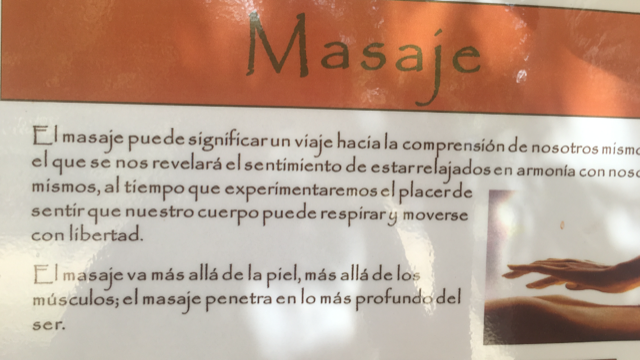 Masaje
El masaje puede significar un viaje hacia la comprensión de nosotros
el que se nos revelará el sentimiento de estar relajados en armonía con
mismos, al tiempo que experimentaremos el placer de
sentir que nuestro cuerpo puede respirar y moverse
con libertad.
El masaje va más allá de la piel, más allá de los
músculos; el masaje penetra en lo más profundo del
ser.